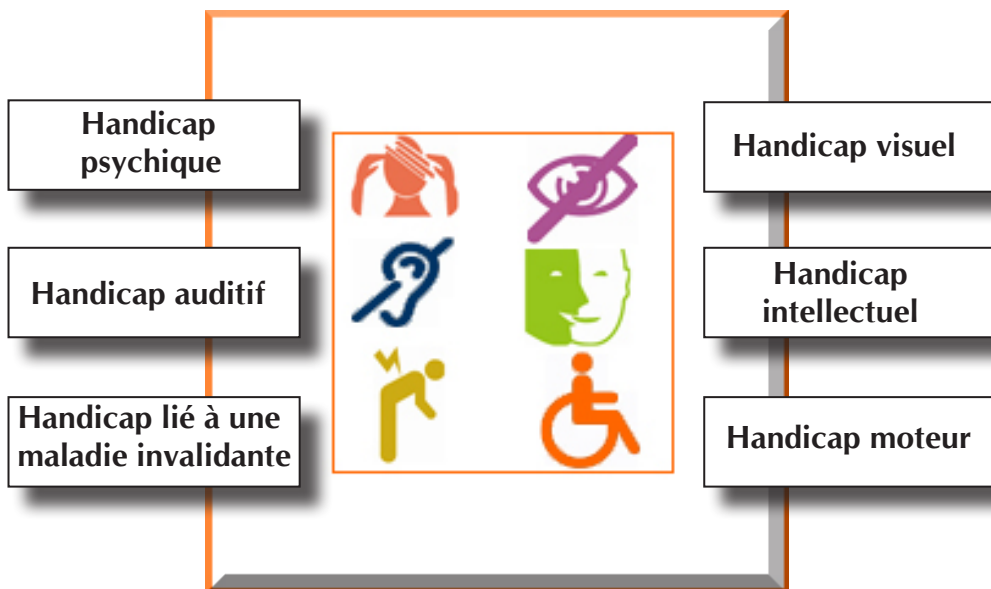 Handicap
psychique
Handicap auditif
Handicap lié à une
maladie invalidante
Handicap visuel
Handicap
intellectuel
Handicap moteur